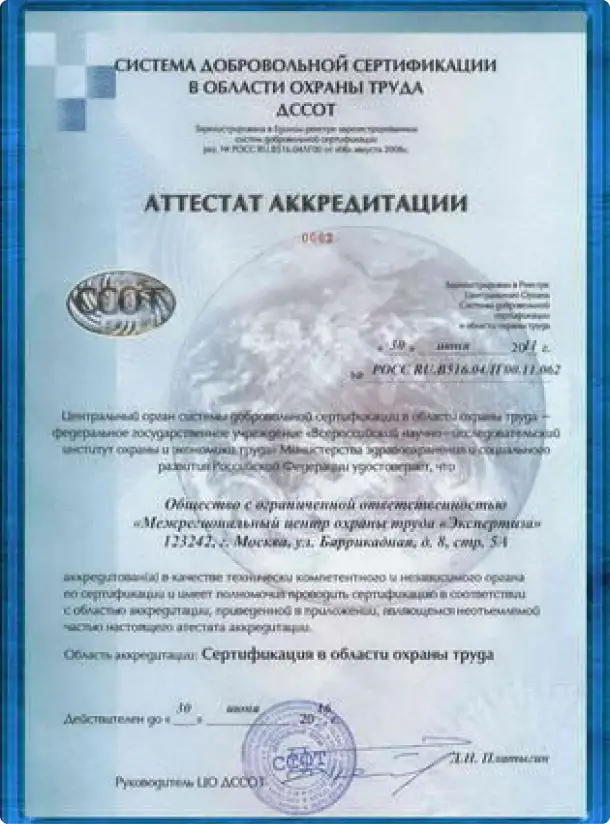 СИСТЕМА ДОБРОВОЛЬНОЙ СЕРТИФИКАЦИИ
В ОБЛАСТИ ОХРАНЫ ТРУДА
ДССОТ
Зарегистрирована в Едином реестре зарегистрированных
систем добровольной сертификации
рег. № РОСС RU.В516.04ЛГ00 от «08» августа 2008г.
АТТЕСТАТ АККРЕДИТАЦИИ
0062
ССОТ
Зарегистрирован в Реестре
Центрального Органа
Системы добровольной
сертификации
в области охраны труда
« 30 » июня 2011 г.
№ РОСС RU.В516.04ЛГ00.11.062
Центральный орган системы добровольной сертификации в области охраны труда –
федеральное государственное учреждение «Всероссийский научно–исследовательский
институт охраны и экономики труда» Министерства здравоохранения и социального
развития Российской Федерации удостоверяет, что
Общество с ограниченной ответственностью
«Межрегиональный центр охраны труда «Экспертиза»
123242, г. Москва, ул. Баррикадная, д. 8, стр. 5А
аккредитован(а) в качестве технически компетентного и независимого органа
по сертификации и имеет полномочия проводить сертификацию в соответствии
с областью аккредитации, приведенной в приложении, являющемся неотъемлемой
частью настоящего аттестата аккредитации.
Область аккредитации: Сертификация в области охраны труда
Действителен до « 30 » июня 2016 г.
ССОТ
Д.Н. Платыгин
Руководитель ЦО ДССОТ